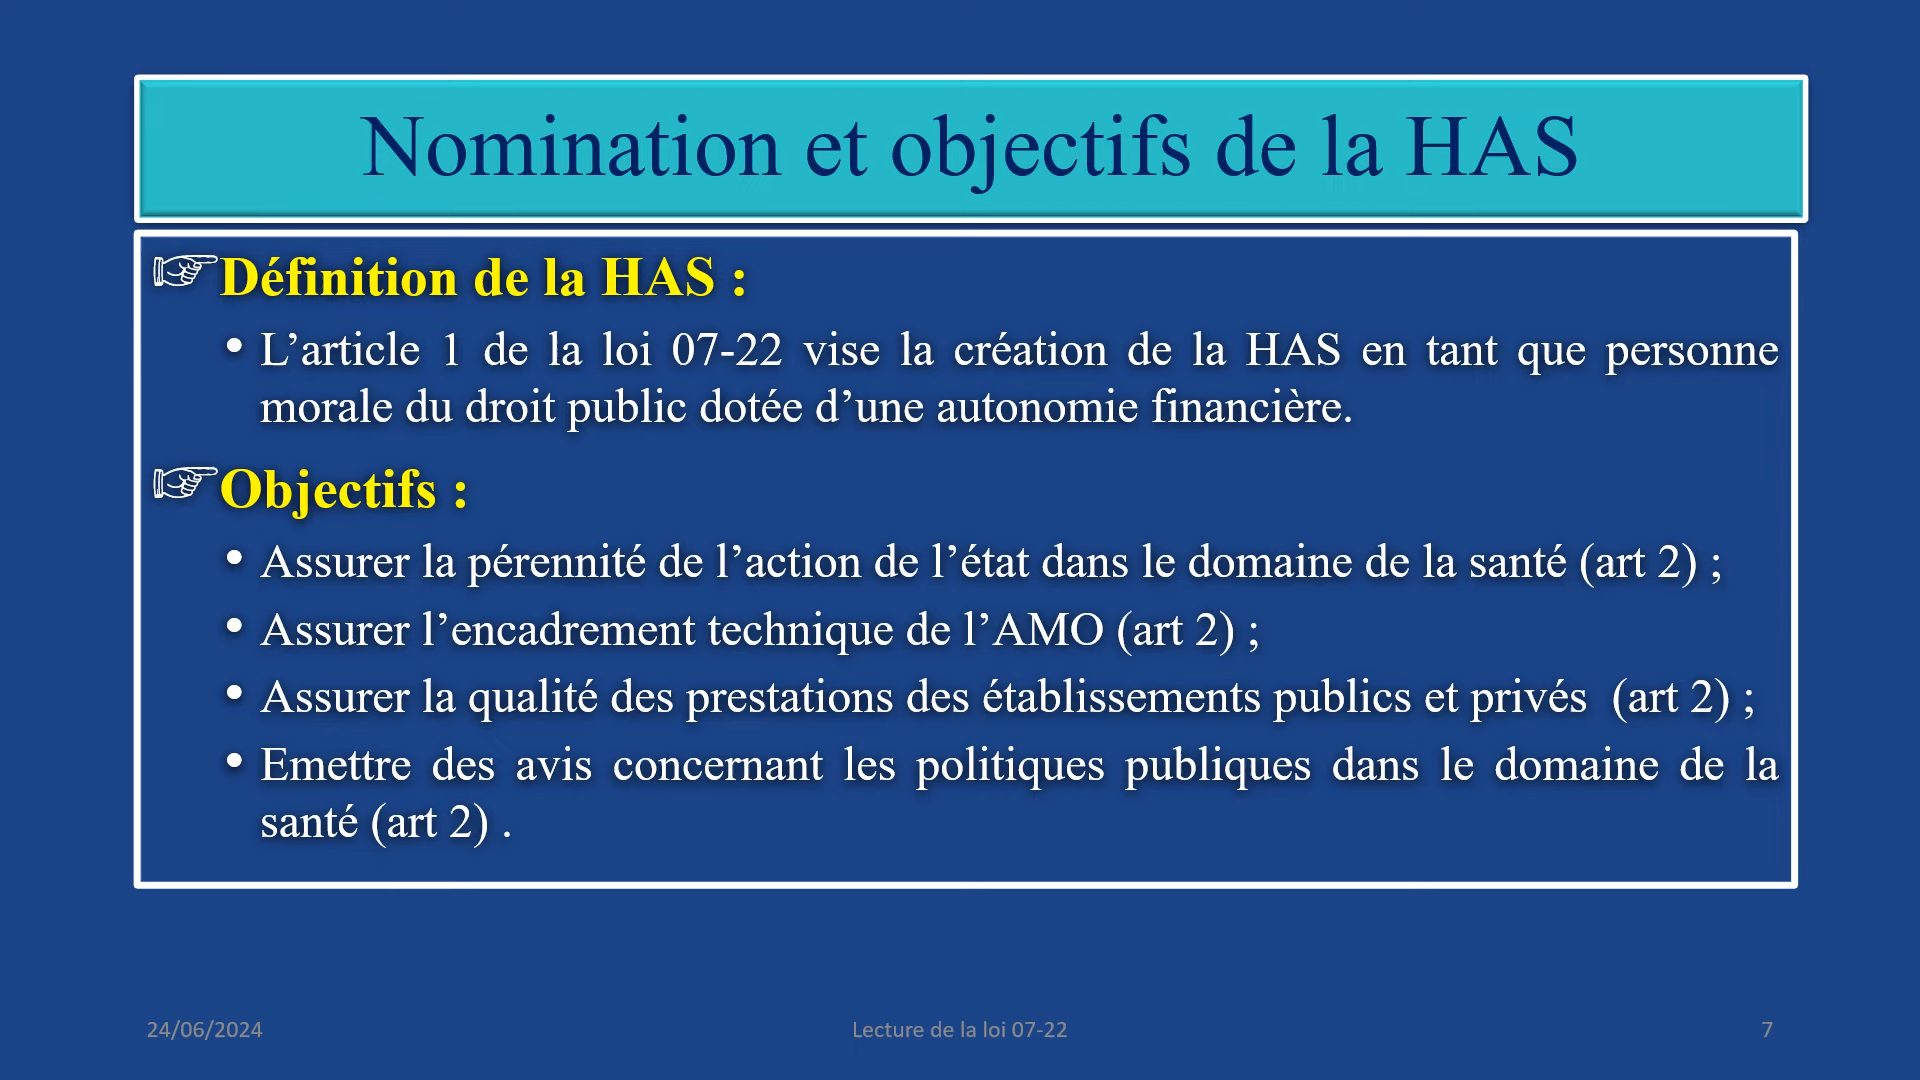 Nomination et objectifs de la HAS
☞Définition de la HAS :
• L’article 1 de la loi 07-22 vise la création de la HAS en tant que personne
morale du droit public dotée d’une autonomie financière.
☞Objectifs :
• Assurer la pérennité de l’action de l’état dans le domaine de la santé (art 2) ;
• Assurer l’encadrement technique de l’AMO (art 2) ;
• Assurer la qualité des prestations des établissements publics et privés  (art 2) ;
• Emettre des avis concernant les politiques publiques dans le domaine de la
santé (art 2) .
24/06/2024
Lecture de la loi 07-22
7